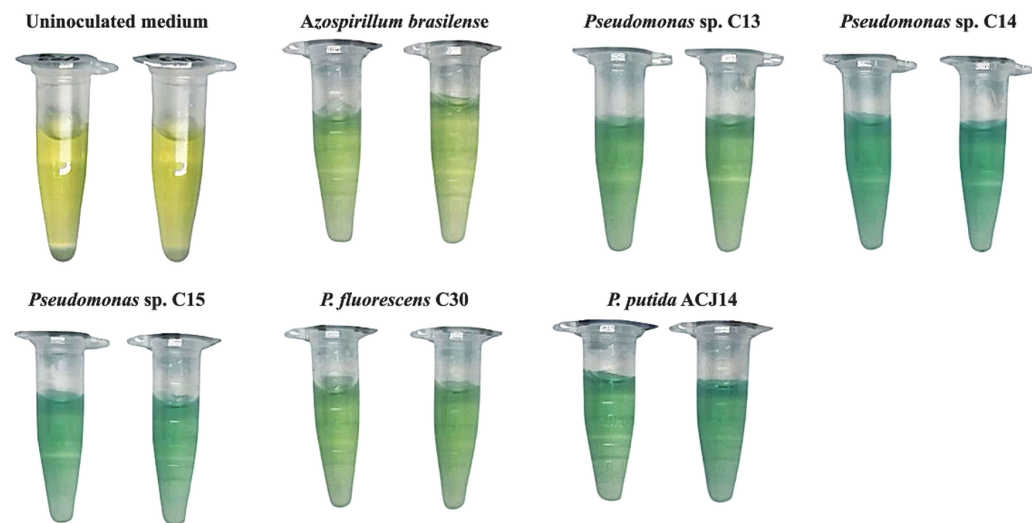 Uninoculated medium
Azospirillum brasilense
Pseudomonas sp. C13
Pseudomonas sp. C14
Pseudomonas sp. C15
P. fluorescens C30
P. putida ACJ14